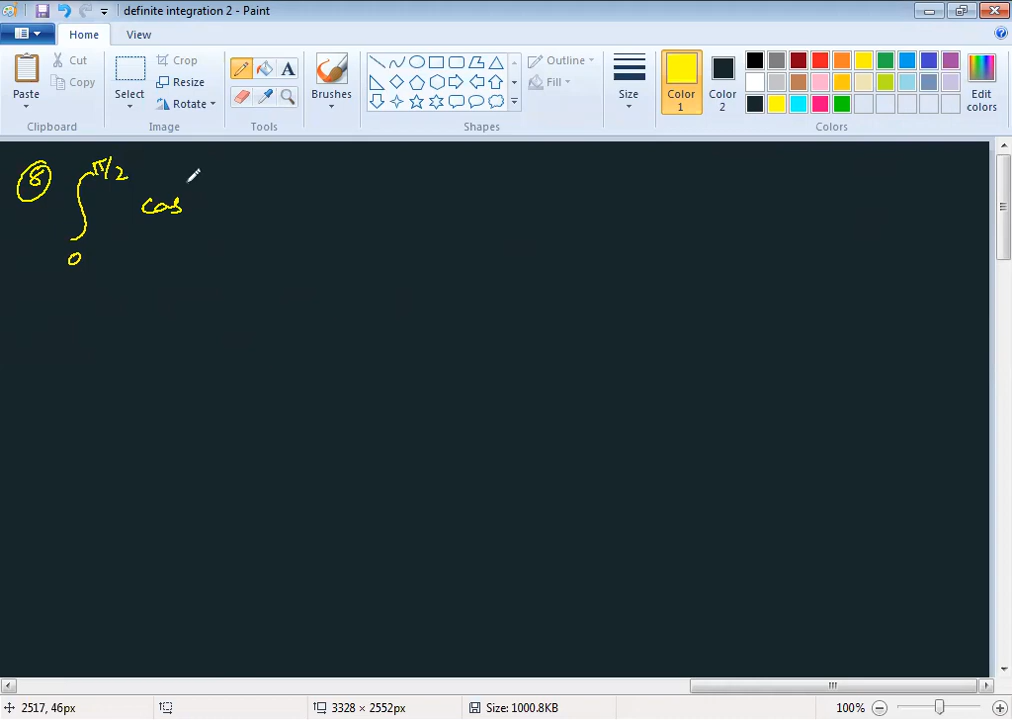 definite integration 2 - Paint
Home View
Paste
Cut
Copy
Clipboard
Select
Crop
Resize
Rotate
Image
A
Tools
Brushes
Outline
Fill
Shapes
Size
Color 1
Color 2
Edit colors
Colors
8 ∫ π/2 cos
0
2517, 46px
3328 × 2552px
Size: 1000.8KB
100%